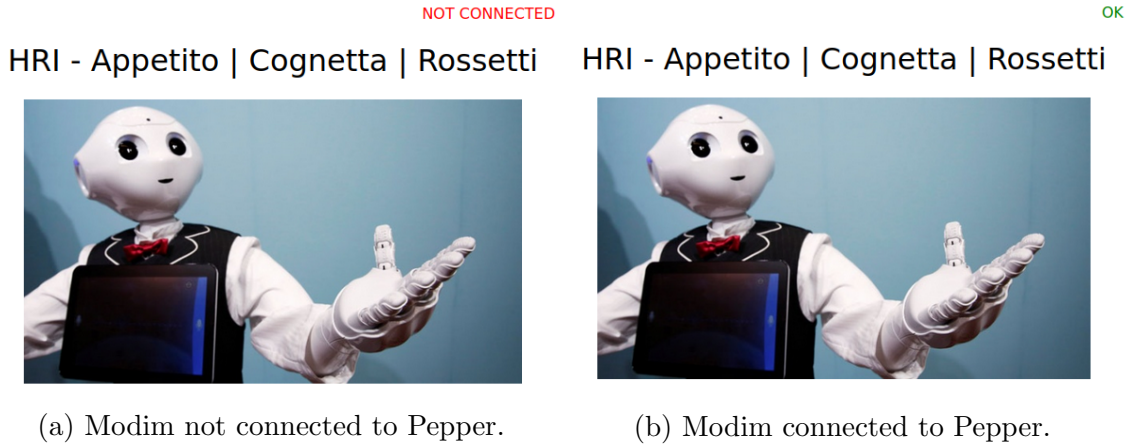 NOT CONNECTED
HRI - Appetito | Cognetta | Rossetti
(a) Modim not connected to Pepper.
OK
HRI - Appetito | Cognetta | Rossetti
(b) Modim connected to Pepper.